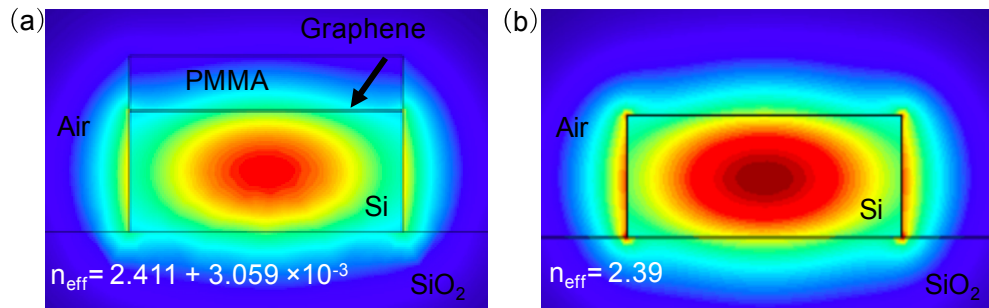 (a)
Graphene
PMMA
Air
Si
n_eff = 2.411 + 3.059 ×10⁻³
SiO₂
(b)
Air
Si
n_eff = 2.39
SiO₂